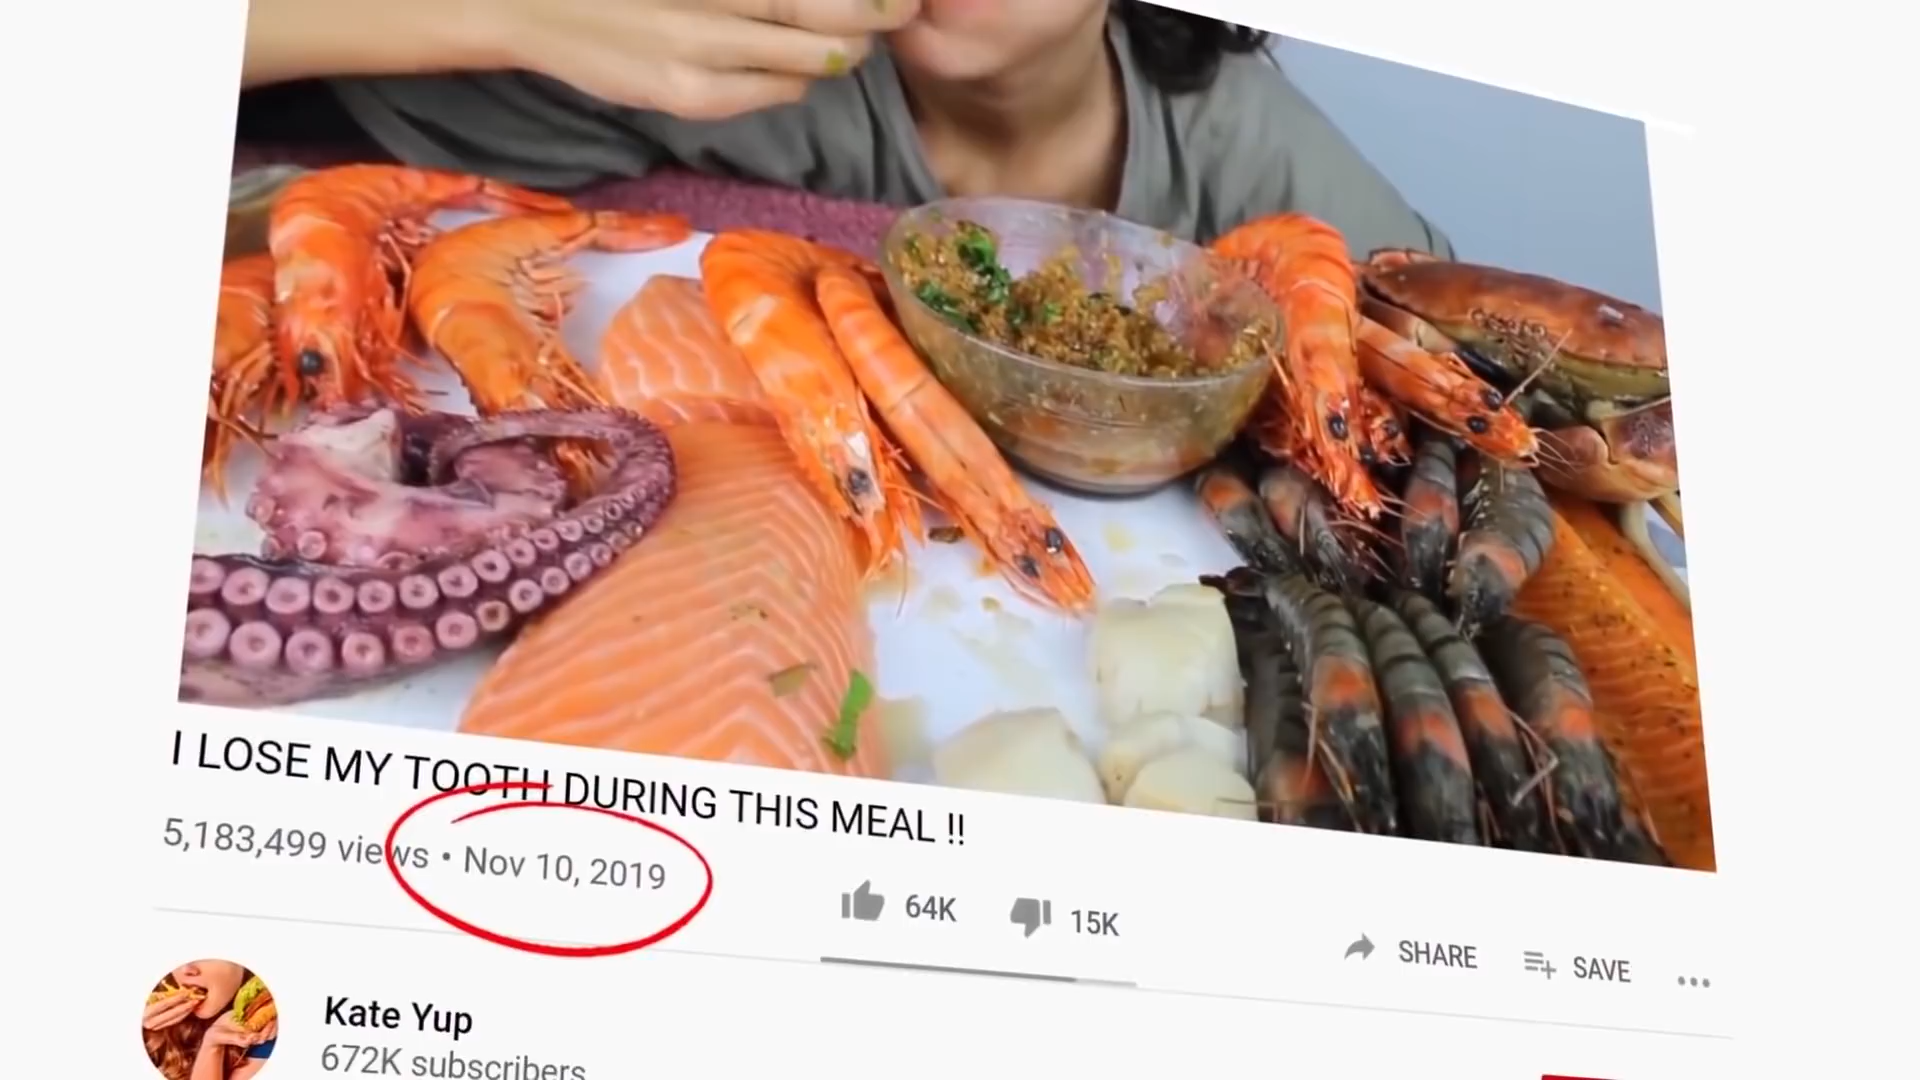 I LOSE MY TOOTH DURING THIS MEAL !!
5,183,499 views • Nov 10, 2019
64K
15K
SHARE
SAVE
Kate Yup
672K subscribers